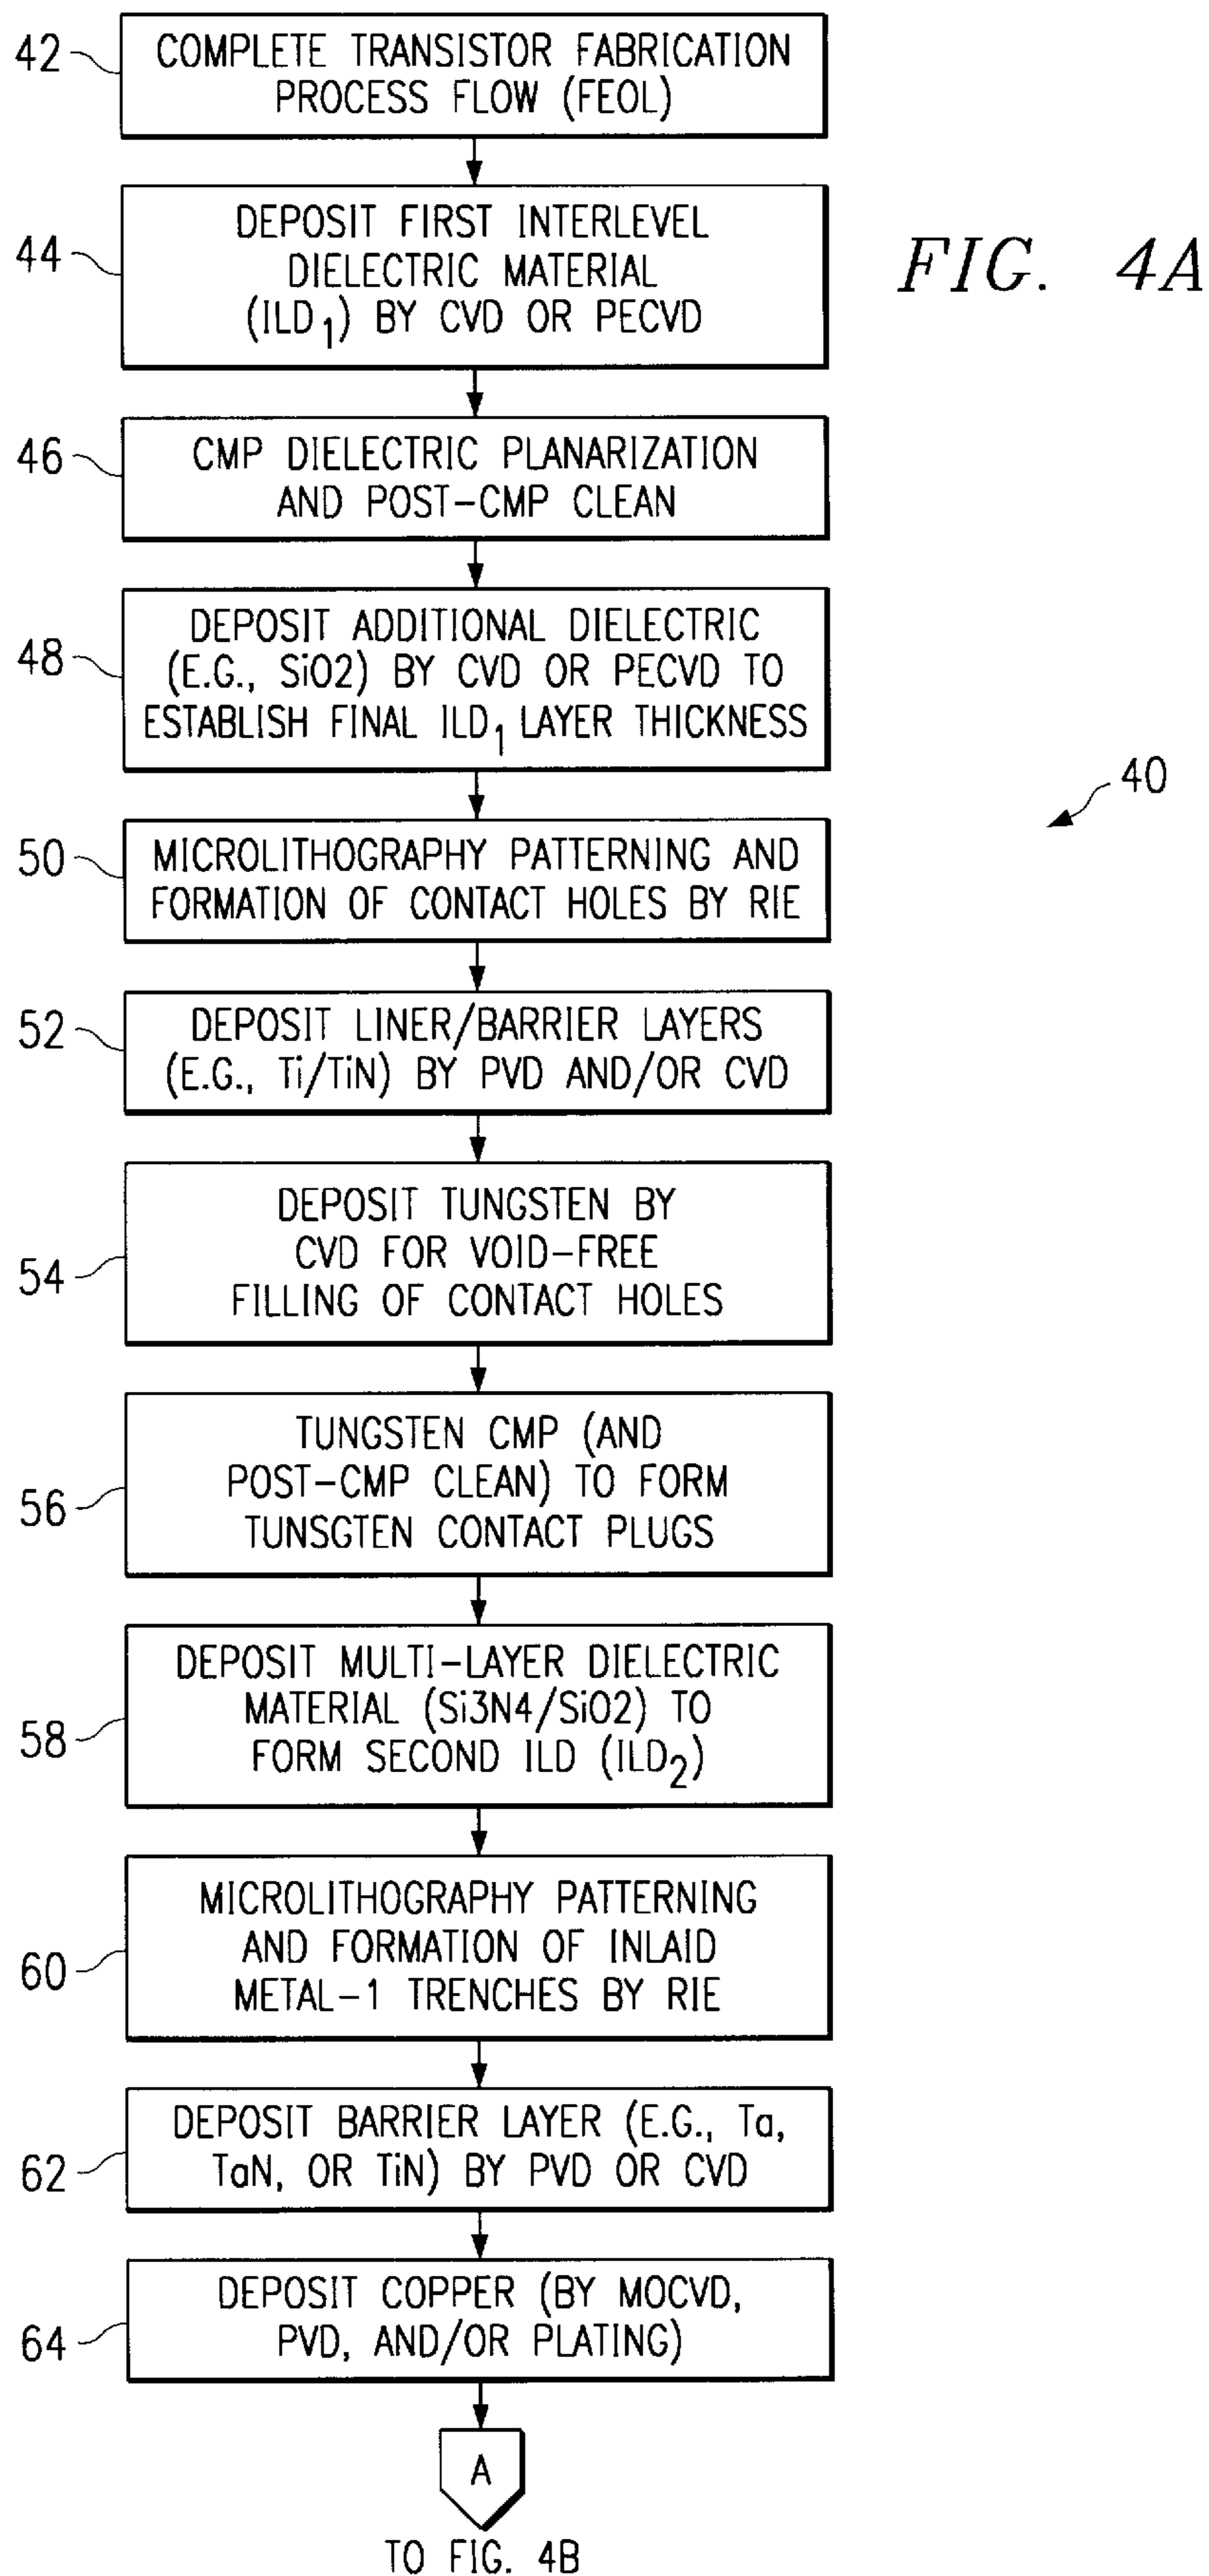 42
COMPLETE TRANSISTOR FABRICATION
PROCESS FLOW (FEOL)
44
DEPOSIT FIRST INTERLEVEL
DIELECTRIC MATERIAL
(ILD1) BY CVD OR PECVD
FIG. 4A
46
CMP DIELECTRIC PLANARIZATION
AND POST-CMP CLEAN
48
DEPOSIT ADDITIONAL DIELECTRIC
(E.G., SiO2) BY CVD OR PECVD TO
ESTABLISH FINAL ILD1 LAYER THICKNESS
40
50
MICROLITHOGRAPHY PATTERNING AND
FORMATION OF CONTACT HOLES BY RIE
52
DEPOSIT LINER/BARRIER LAYERS
(E.G., Ti/TiN) BY PVD AND/OR CVD
54
DEPOSIT TUNGSTEN BY
CVD FOR VOID-FREE
FILLING OF CONTACT HOLES
56
TUNGSTEN CMP (AND
POST-CMP CLEAN) TO FORM
TUNSGTEN CONTACT PLUGS
58
DEPOSIT MULTI-LAYER DIELECTRIC
MATERIAL (Si3N4/SiO2) TO
FORM SECOND ILD (ILD2)
60
MICROLITHOGRAPHY PATTERNING
AND FORMATION OF INLAID
METAL-1 TRENCHES BY RIE
62
DEPOSIT BARRIER LAYER (E.G., Ta,
TaN, OR TiN) BY PVD OR CVD
64
DEPOSIT COPPER (BY MOCVD,
PVD, AND/OR PLATING)
A
TO FIG. 4B